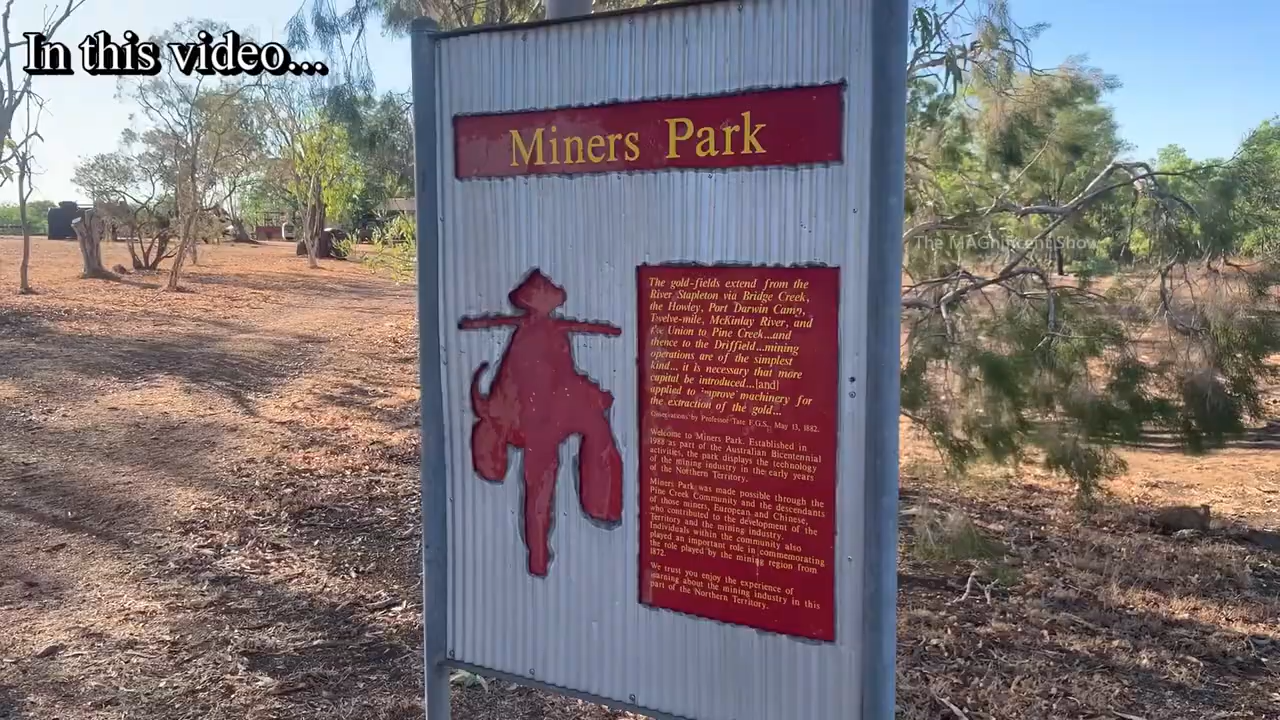 In this video...
Miners Park
The MAGnificent Show
The gold-fields extend from the
River Stapleton via Bridge Creek,
the Howley, Port Darwin Camp,
Twelve-mile, McKinlay River, and
the Union to Pine Creek...and
thence to the Driffield...mining
operations are of the simplest
kind... it is necessary that more
capital be introduced...[and]
applied to improve machinery for
the extraction of the gold...
Observations by Professor Tate F.G.S., May 13, 1882.
Welcome to Miners Park. Established in
1988 as part of the Australian Bicentennial
activities, the park displays the technology
of the mining industry in the early years
of the Northern Territory.
Miners Park was made possible through the
Pine Creek Community and the descendants
of those miners, European and Chinese,
who contributed to the development of the
Territory and the mining industry.
Individuals within the community also
played an important role in commemorating
the role played by the mining region from
1872.
We trust you enjoy the experience of
learning about the mining industry in this
part of the Northern Territory.